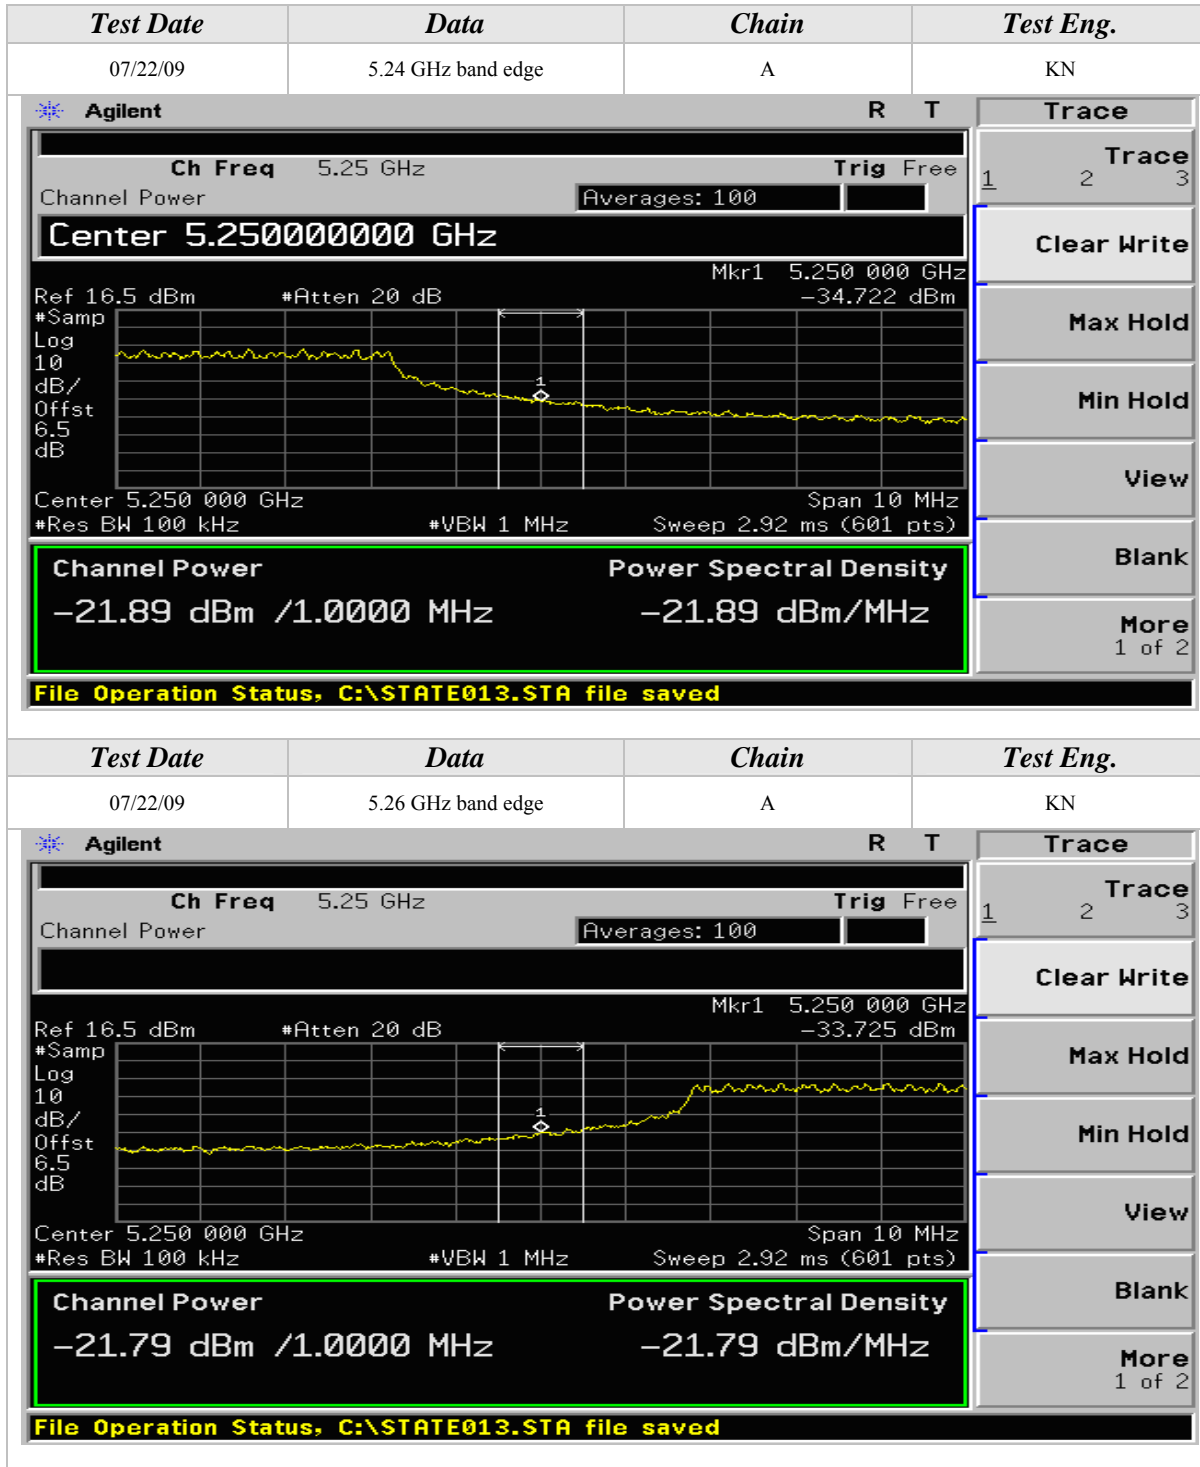 Test Date Data Chain Test Eng.
07/22/09 5.24 GHz band edge A KN
Agilent R T Trace
Ch Freq 5.25 GHz Trig Free
Channel Power Averages: 100
Center 5.250000000 GHz
Mkr1 5.250 000 GHz
Ref 16.5 dBm #Atten 20 dB −34.722 dBm
#Samp
Log
10
dB/
Offst
6.5
dB
1
Center 5.250 000 GHz Span 10 MHz
#Res BW 100 kHz #VBW 1 MHz Sweep 2.92 ms (601 pts)
Channel Power Power Spectral Density
−21.89 dBm /1.0000 MHz −21.89 dBm/MHz
File Operation Status, C:\STATE013.STA file saved
Trace
1 2 3
Clear Write
Max Hold
Min Hold
View
Blank
More
1 of 2
Test Date Data Chain Test Eng.
07/22/09 5.26 GHz band edge A KN
Agilent R T Trace
Ch Freq 5.25 GHz Trig Free
Channel Power Averages: 100
Mkr1 5.250 000 GHz
Ref 16.5 dBm #Atten 20 dB −33.725 dBm
#Samp
Log
10
dB/
Offst
6.5
dB
1
Center 5.250 000 GHz Span 10 MHz
#Res BW 100 kHz #VBW 1 MHz Sweep 2.92 ms (601 pts)
Channel Power Power Spectral Density
−21.79 dBm /1.0000 MHz −21.79 dBm/MHz
File Operation Status, C:\STATE013.STA file saved
Trace
1 2 3
Clear Write
Max Hold
Min Hold
View
Blank
More
1 of 2